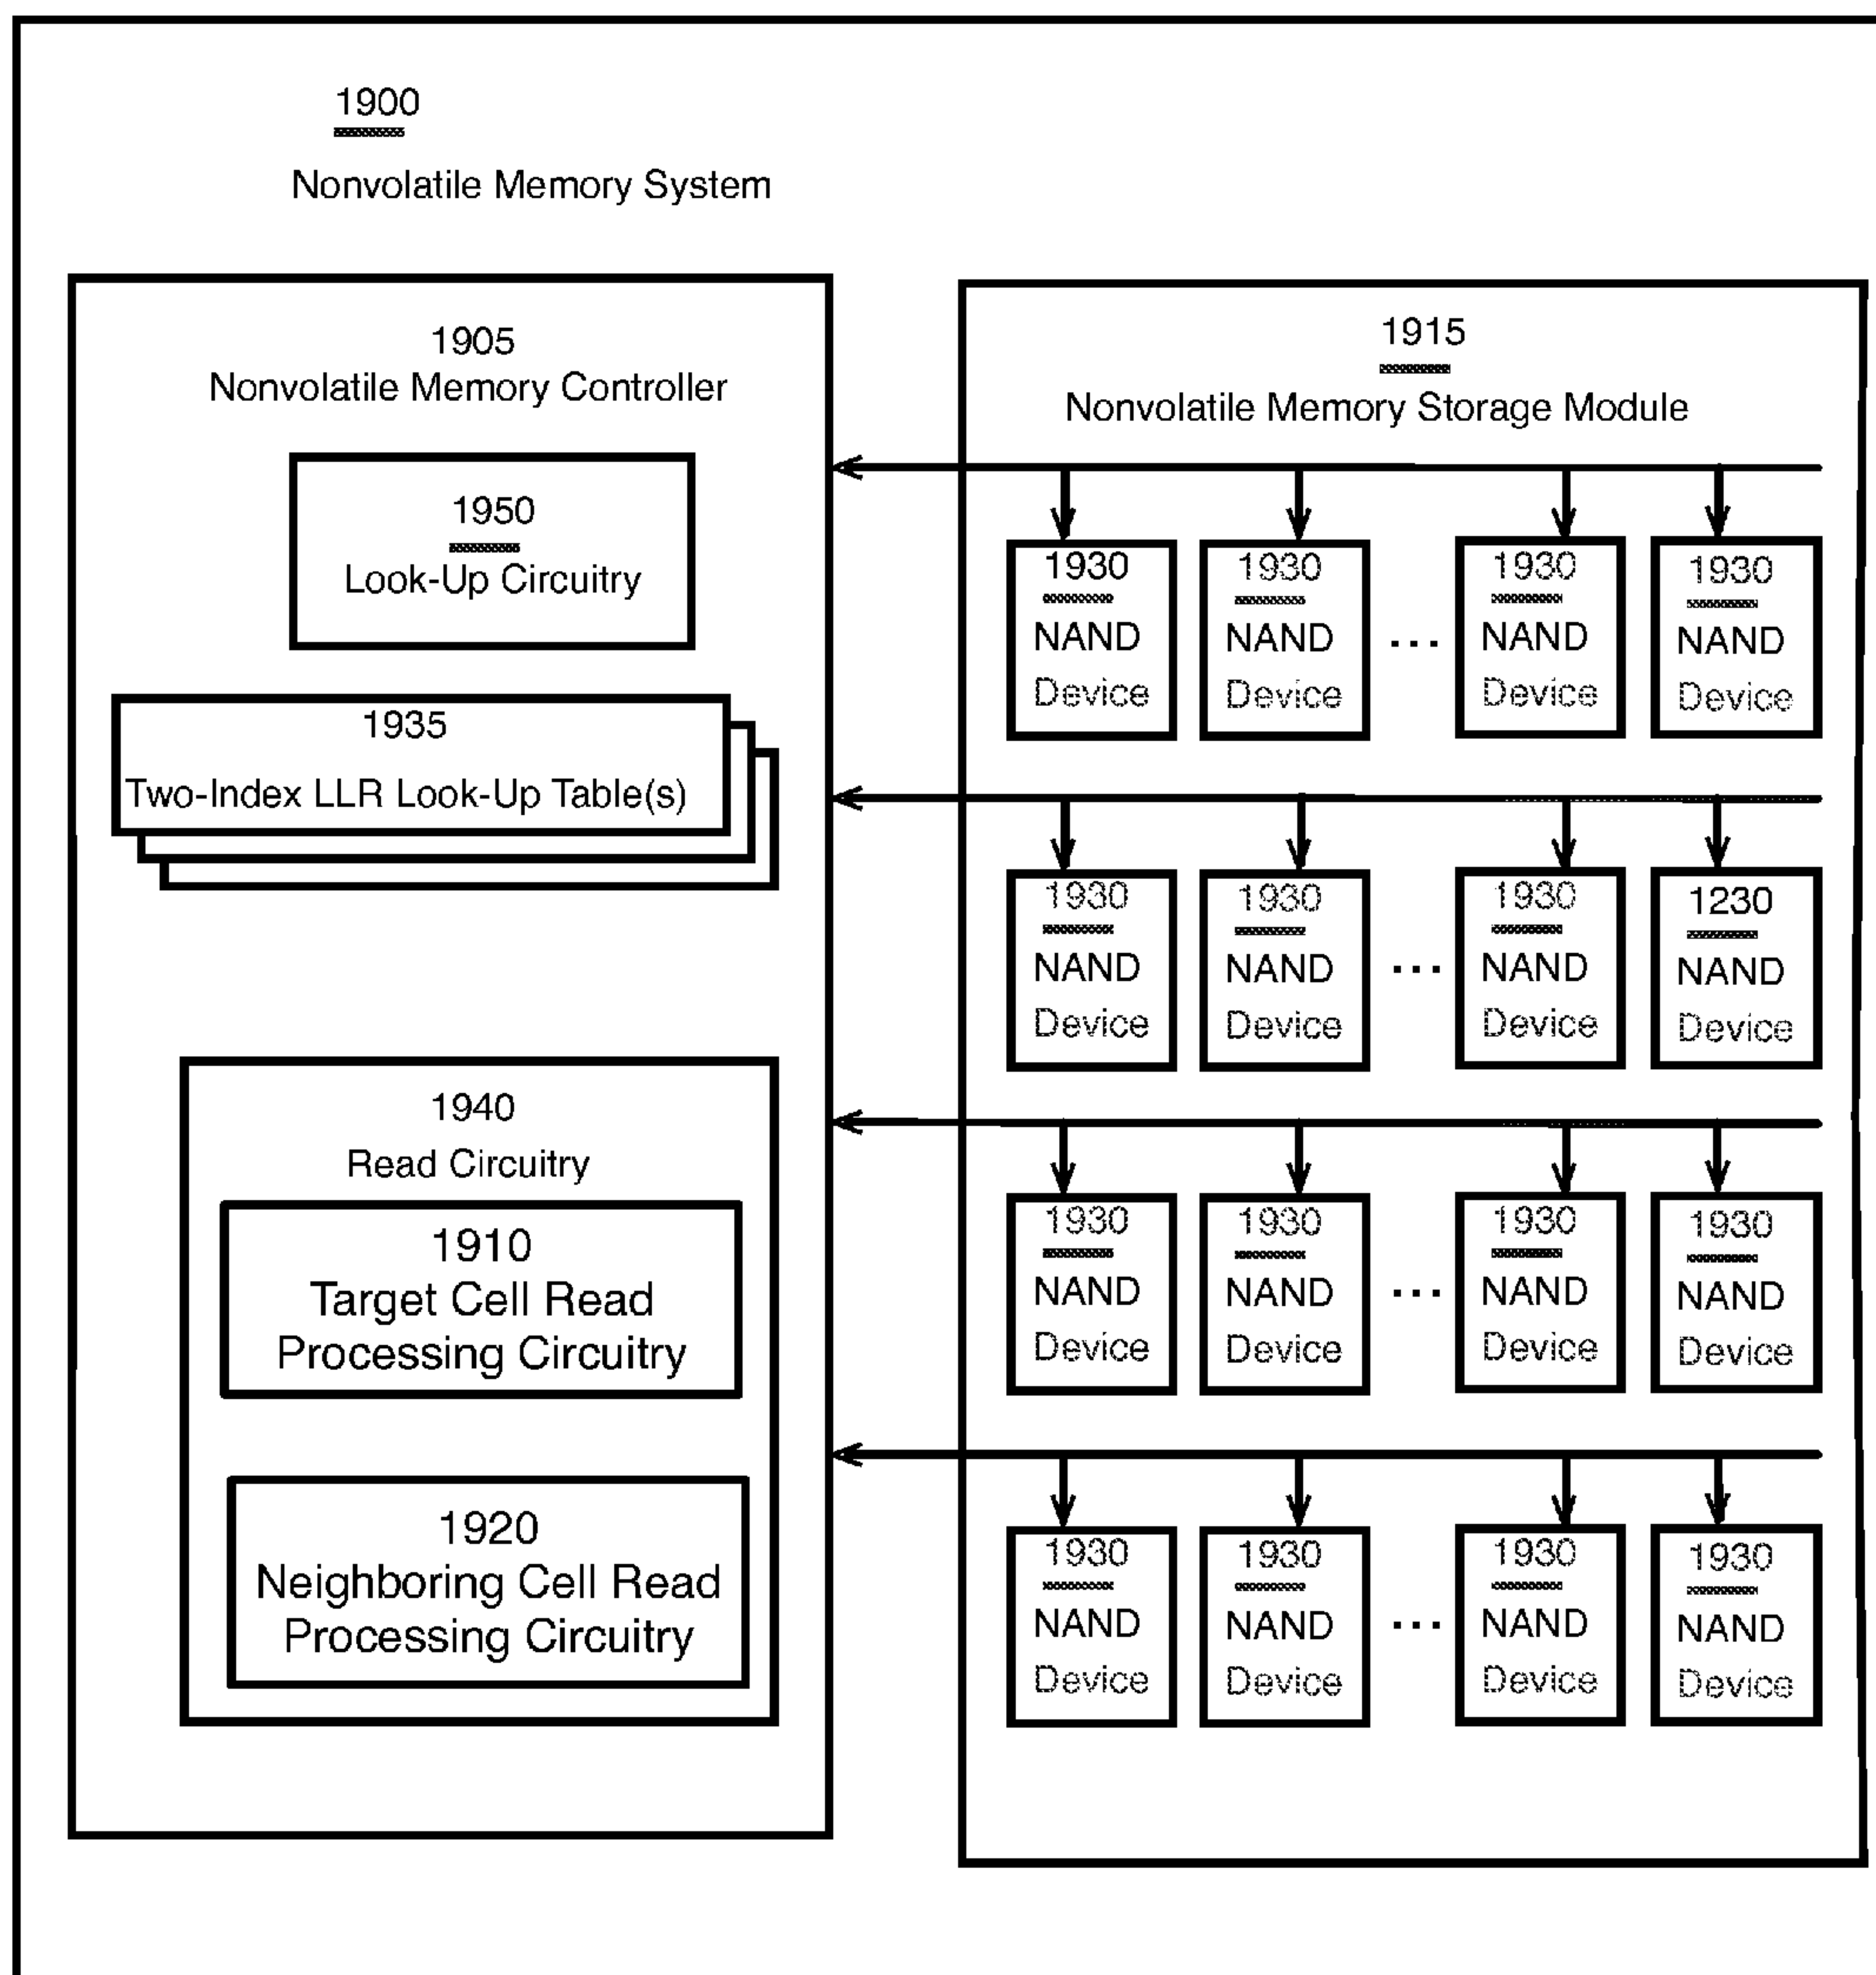 1900
Nonvolatile Memory System
1905
Nonvolatile Memory Controller
1950
Look-Up Circuitry
1935
Two-Index LLR Look-Up Table(s)
1940
Read Circuitry
1910
Target Cell Read
Processing Circuitry
1920
Neighboring Cell Read
Processing Circuitry
1915
Nonvolatile Memory Storage Module
1930 1930 1930 1930
NAND NAND ... NAND NAND
Device Device Device Device
1930 1930 1930 1230
NAND NAND ... NAND NAND
Device Device Device Device
1930 1930 1930 1930
NAND NAND ... NAND NAND
Device Device Device Device
1930 1930 1930 1930
NAND NAND ... NAND NAND
Device Device Device Device